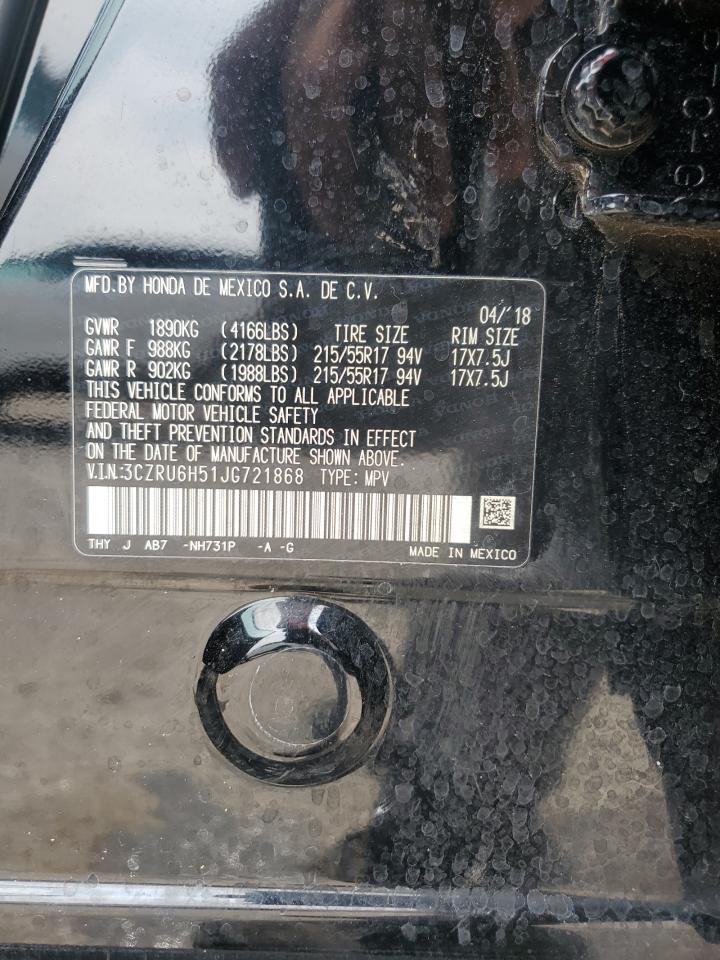 MFD.BY HONDA DE MEXICO S.A. DE C.V.
04/'18
GVWR 1890KG (4166LBS) TIRE SIZE RIM SIZE
GAWR F 988KG (2178LBS) 215/55R17 94V 17X7.5J
GAWR R 902KG (1988LBS) 215/55R17 94V 17X7.5J
THIS VEHICLE CONFORMS TO ALL APPLICABLE
FEDERAL MOTOR VEHICLE SAFETY
AND THEFT PREVENTION STANDARDS IN EFFECT
ON THE DATE OF MANUFACTURE SHOWN ABOVE.
V.I.N:3CZRU6H51JG721868 TYPE: MPV
THY J AB7 -NH731P -A -G MADE IN MEXICO